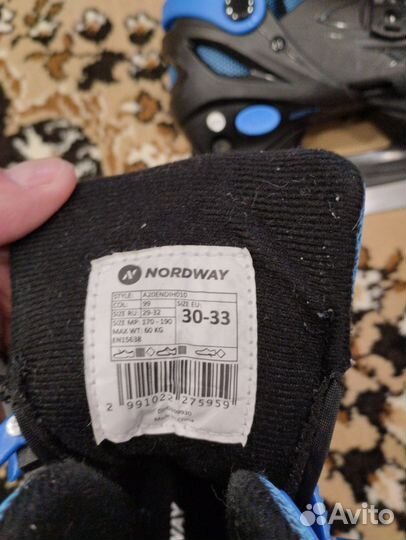 NORDWAY
STYLE: A20ENDIH010
COL: 99
SIZE RU: 29-32
SIZE MP: 170 - 190
MAX WT: 60 KG
EN15638
SIZE EU:
30-33
2 991022 275959
Made in China
Avito